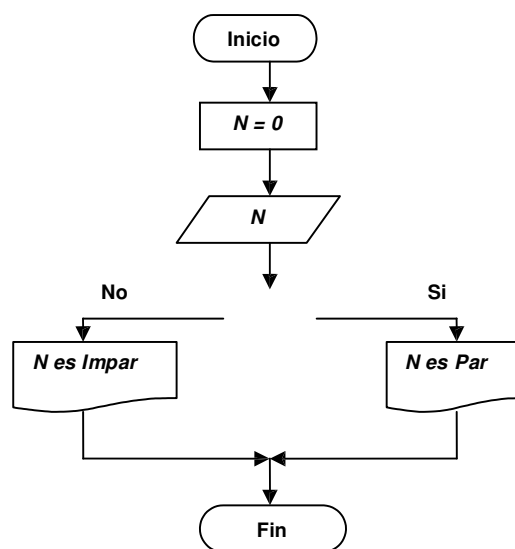 Inicio
N = 0
N
No
Si
N es Impar
N es Par
Fin